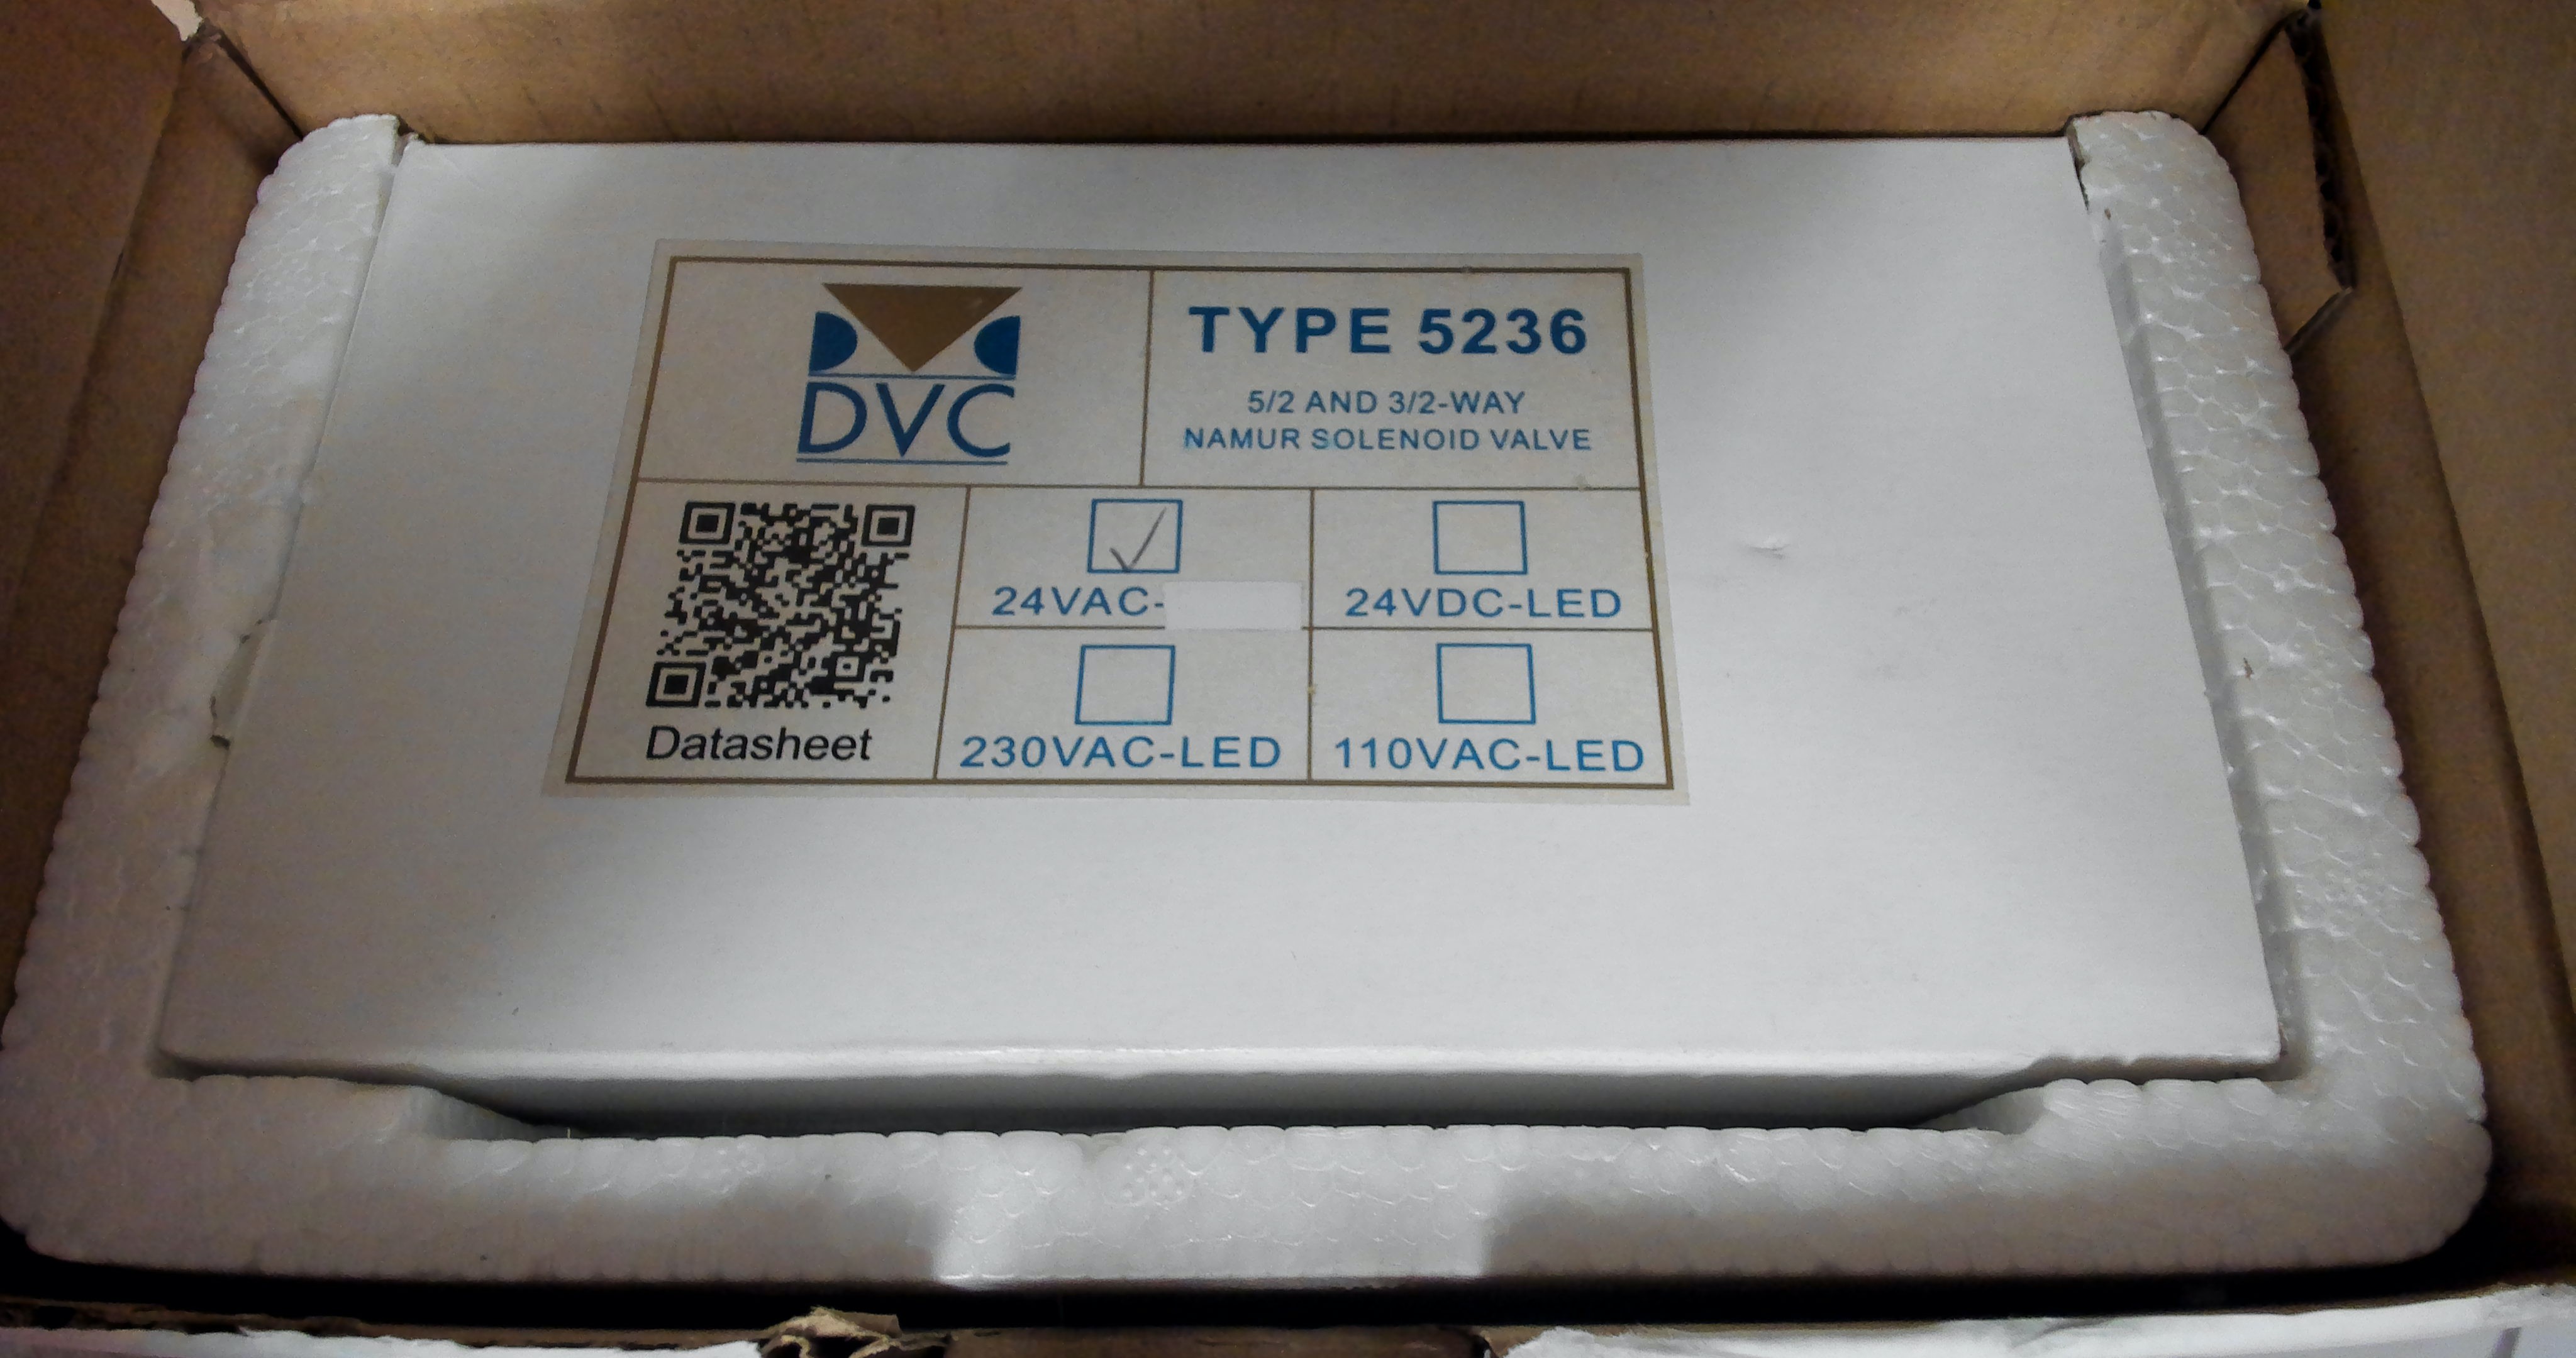 DVC
TYPE 5236
5/2 AND 3/2-WAY
NAMUR SOLENOID VALVE
24VAC-
24VDC-LED
Datasheet
230VAC-LED
110VAC-LED